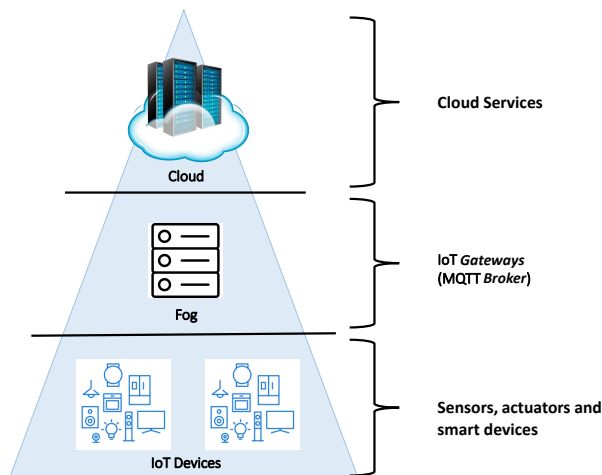 Cloud
Cloud Services
Fog
IoT Gateways
(MQTT Broker)
IoT Devices
Sensors, actuators and
smart devices